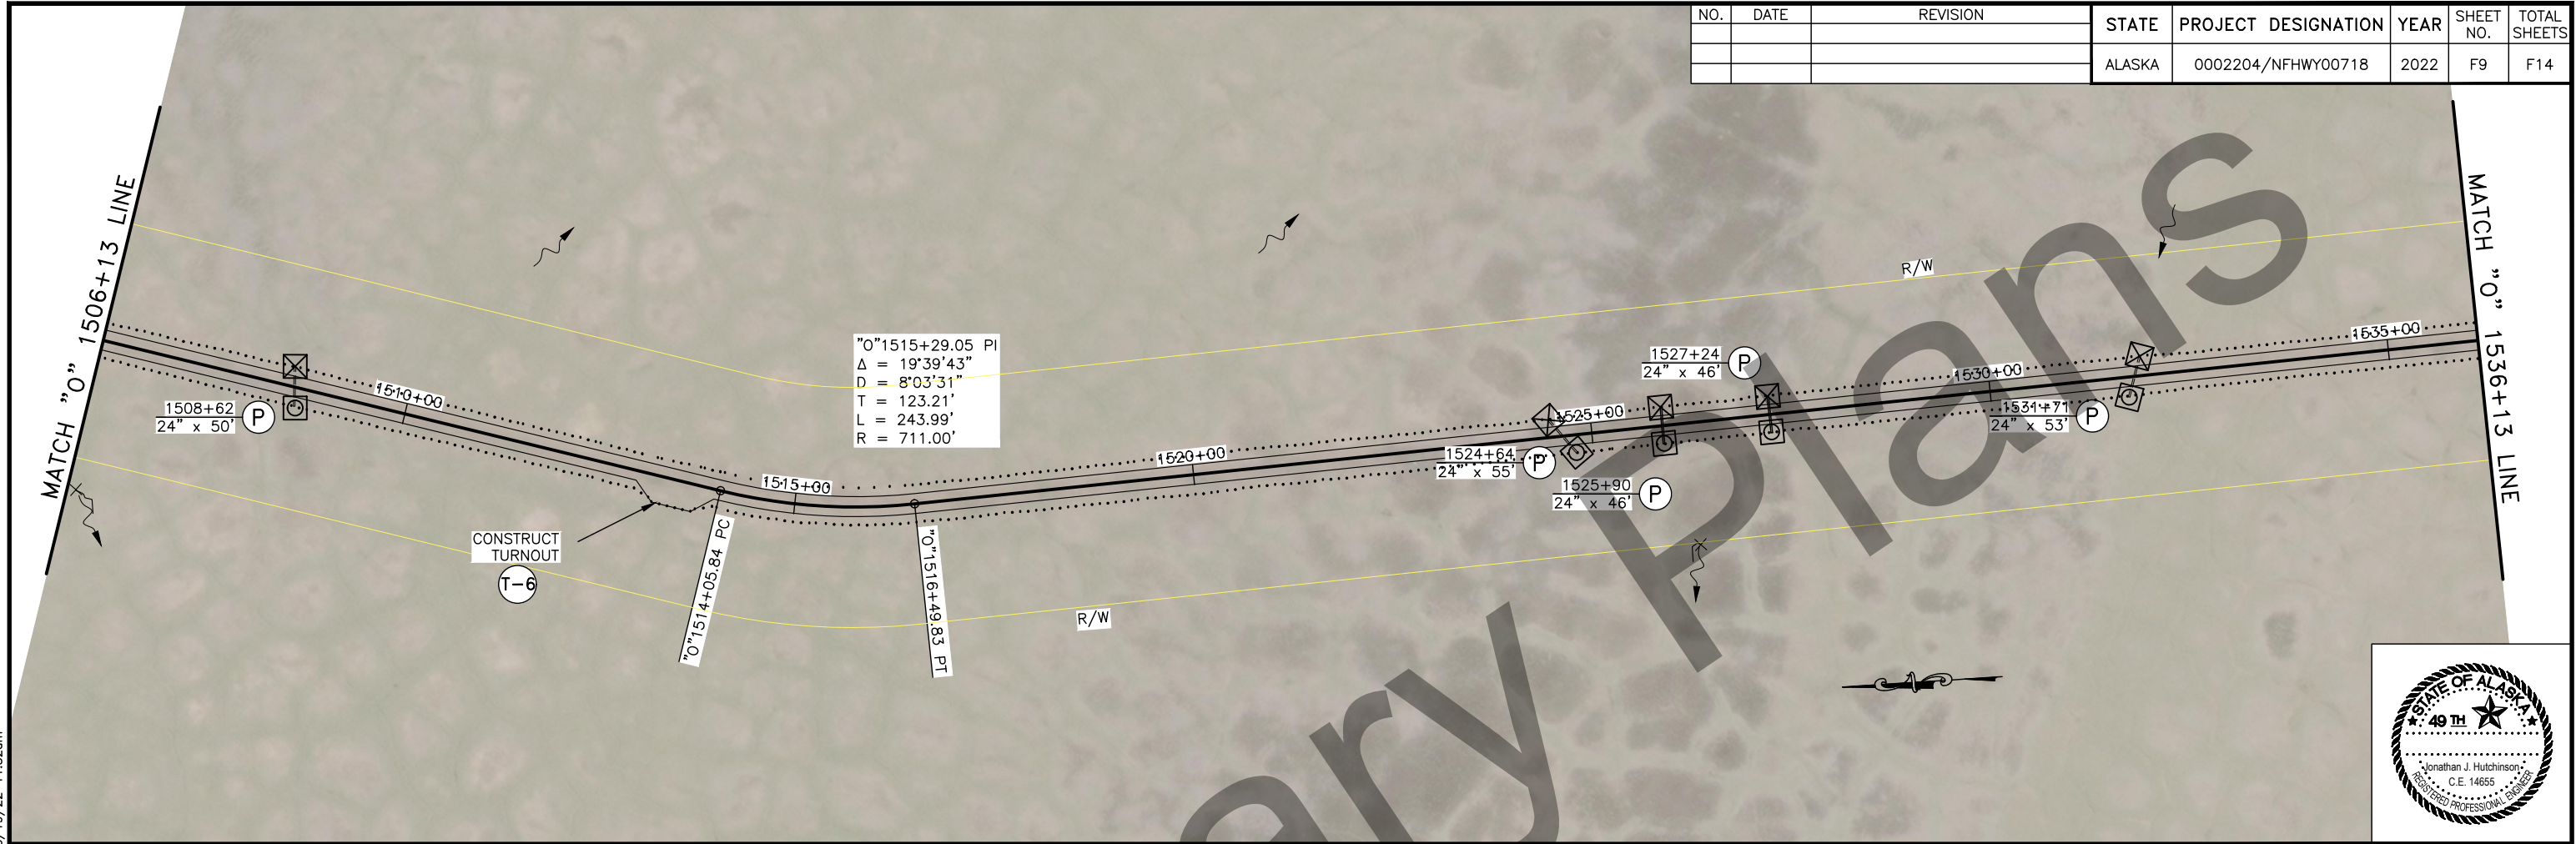 NO. DATE REVISION
STATE PROJECT DESIGNATION YEAR SHEET NO. TOTAL SHEETS
ALASKA 0002204/NFHWY00718 2022 F9 F14
MATCH "O" 1506+13 LINE
1508+62
24" x 50'
P
1510+00
CONSTRUCT
TURNOUT
T-6
"O"1514+05.84 PC
1515+00
"O"1515+29.05 PI
Δ = 19°39'43"
D = 8°03'31"
T = 123.21'
L = 243.99'
R = 711.00'
"O"1516+49.83 PT
R/W
1520+00
1524+64
24" x 55'
P
1525+00
1525+90
24" x 46'
P
1527+24
24" x 46'
P
R/W
1530+00
1531+71
24" x 53'
P
1535+00
MATCH "O" 1536+13 LINE
ary Plans
STATE OF ALASKA
49 TH
Jonathan J. Hutchinson
C.E. 14655
REGISTERED PROFESSIONAL ENGINEER